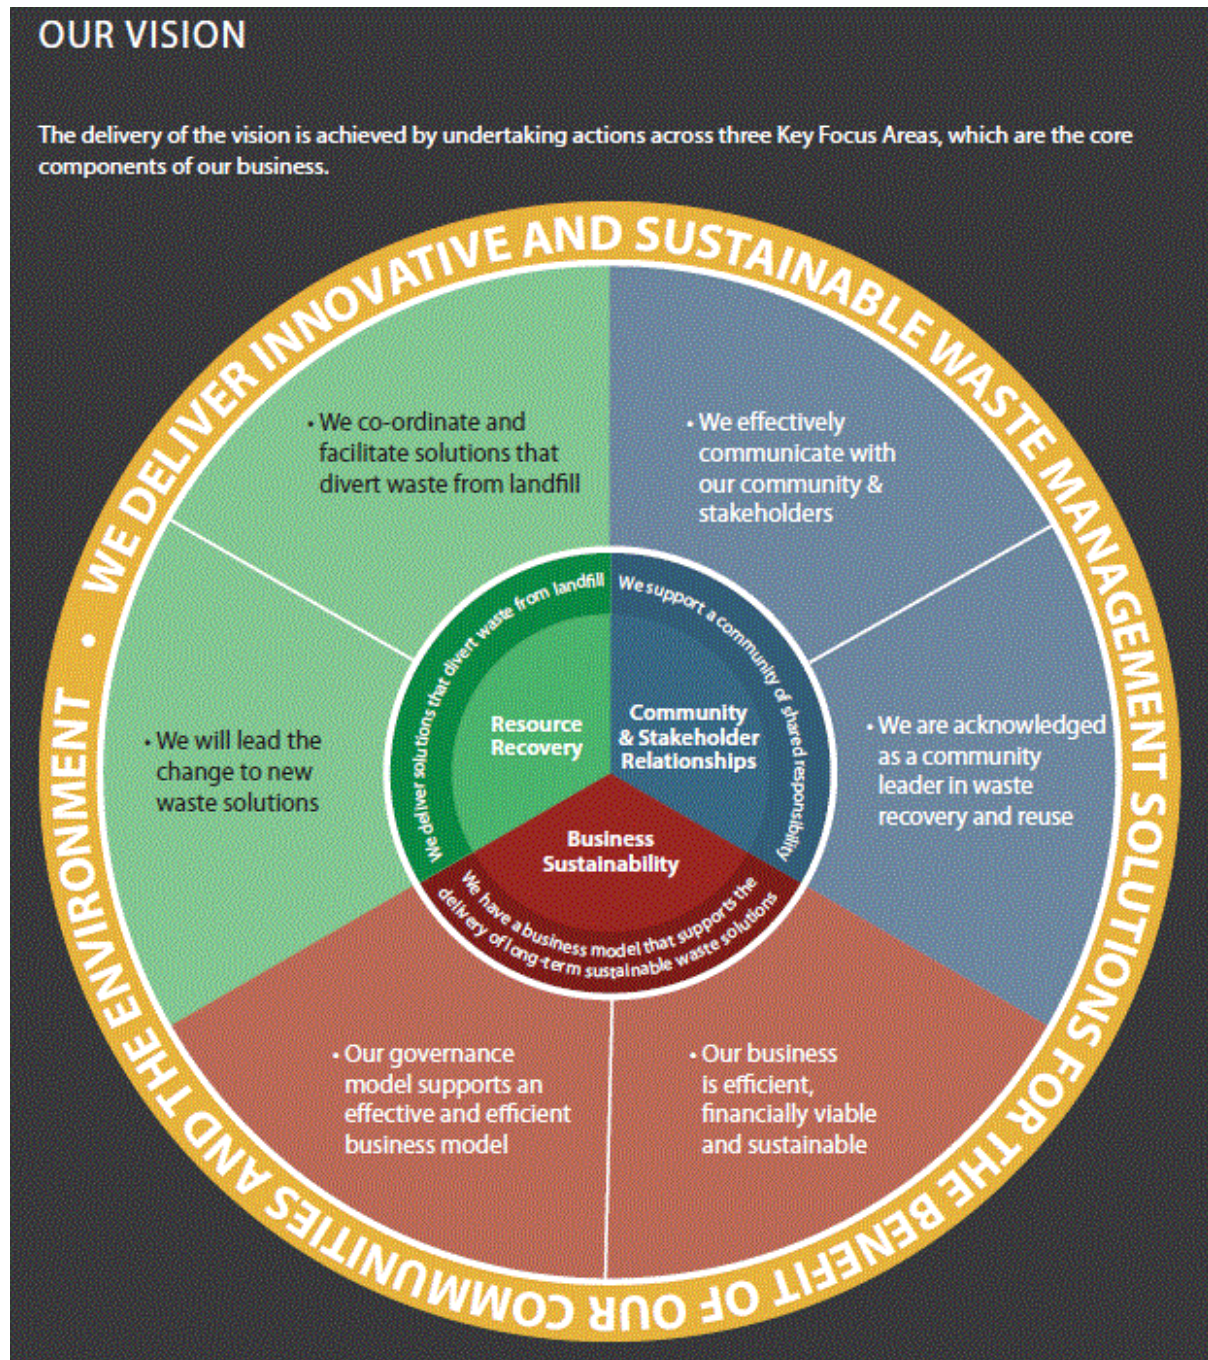 OUR VISION
The delivery of the vision is achieved by undertaking actions across three Key Focus Areas, which are the core
components of our business.
WE DELIVER INNOVATIVE AND SUSTAINABLE WASTE MANAGEMENT SOLUTIONS FOR THE BENEFIT OF OUR COMMUNITIES AND THE ENVIRONMENT •
• We co-ordinate and
facilitate solutions that
divert waste from landfill
• We effectively
communicate with
our community &
stakeholders
• We will lead the
change to new
waste solutions
• We are acknowledged
as a community
leader in waste
recovery and reuse
We deliver solutions that divert waste from landfill
We support a community of shared responsibility
Resource
Recovery
Community
& Stakeholder
Relationships
Business
Sustainability
We have a business model that supports the
delivery of long-term sustainable waste solutions
• Our governance
model supports an
effective and efficient
business model
• Our business
is efficient,
financially viable
and sustainable